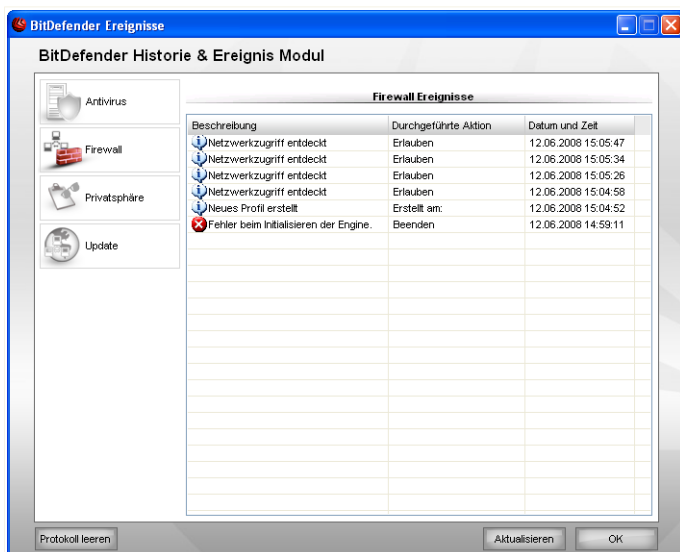 BitDefender Ereignisse
BitDefender Historie & Ereignis Modul
Antivirus
Firewall
Privatsphäre
Update
Firewall Ereignisse
Beschreibung Durchgeführte Aktion Datum und Zeit
Netzwerkzugriff entdeckt Erlauben 12.06.2008 15:05:47
Netzwerkzugriff entdeckt Erlauben 12.06.2008 15:05:34
Netzwerkzugriff entdeckt Erlauben 12.06.2008 15:05:26
Netzwerkzugriff entdeckt Erlauben 12.06.2008 15:04:58
Neues Profil erstellt Erstellt am: 12.06.2008 15:04:52
Fehler beim Initialisieren der Engine. Beenden 12.06.2008 14:59:11
Protokoll leeren Aktualisieren OK